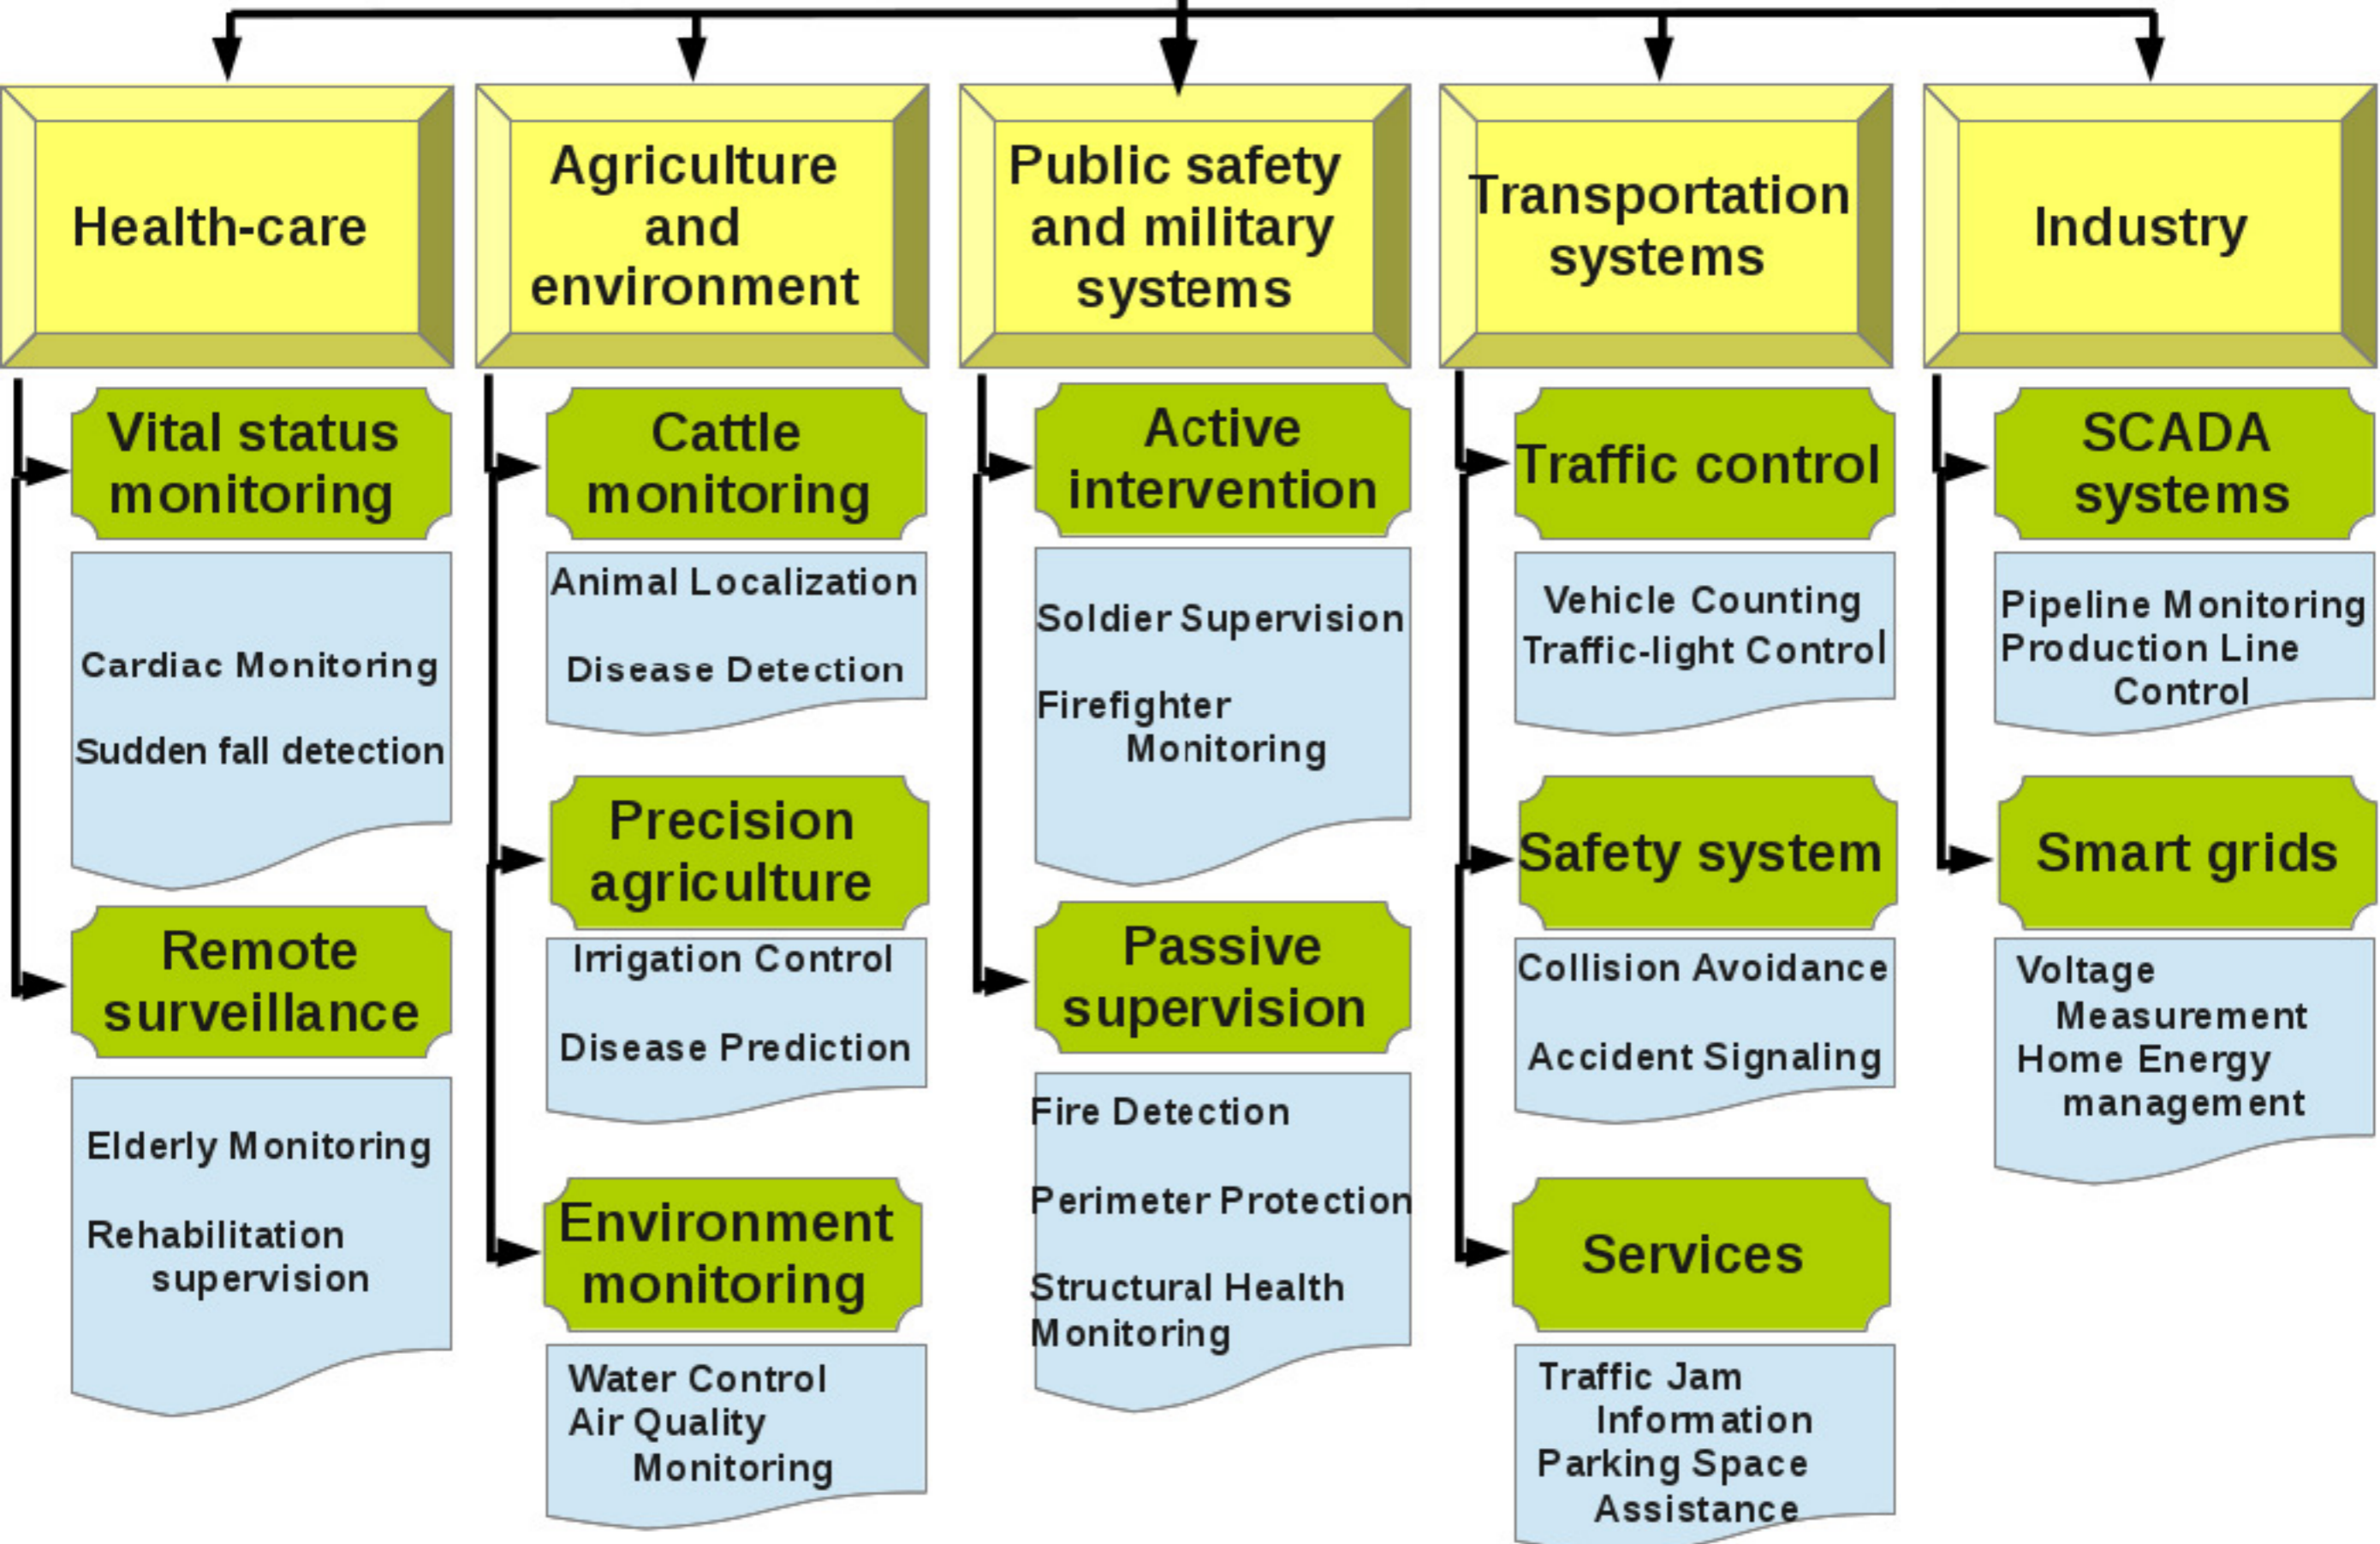 Health-care
Agriculture
and
environment
Public safety
and military
systems
Transportation
systems
Industry
Vital status
monitoring
Cardiac Monitoring
Sudden fall detection
Remote
surveillance
Elderly Monitoring
Rehabilitation
supervision
Cattle
monitoring
Animal Localization
Disease Detection
Precision
agriculture
Irrigation Control
Disease Prediction
Environment
monitoring
Water Control
Air Quality
Monitoring
Active
intervention
Soldier Supervision
Firefighter
Monitoring
Passive
supervision
Fire Detection
Perimeter Protection
Structural Health
Monitoring
Traffic control
Vehicle Counting
Traffic-light Control
Safety system
Collision Avoidance
Accident Signaling
Services
Traffic Jam
Information
Parking Space
Assistance
SCADA
systems
Pipeline Monitoring
Production Line
Control
Smart grids
Voltage
Measurement
Home Energy
management